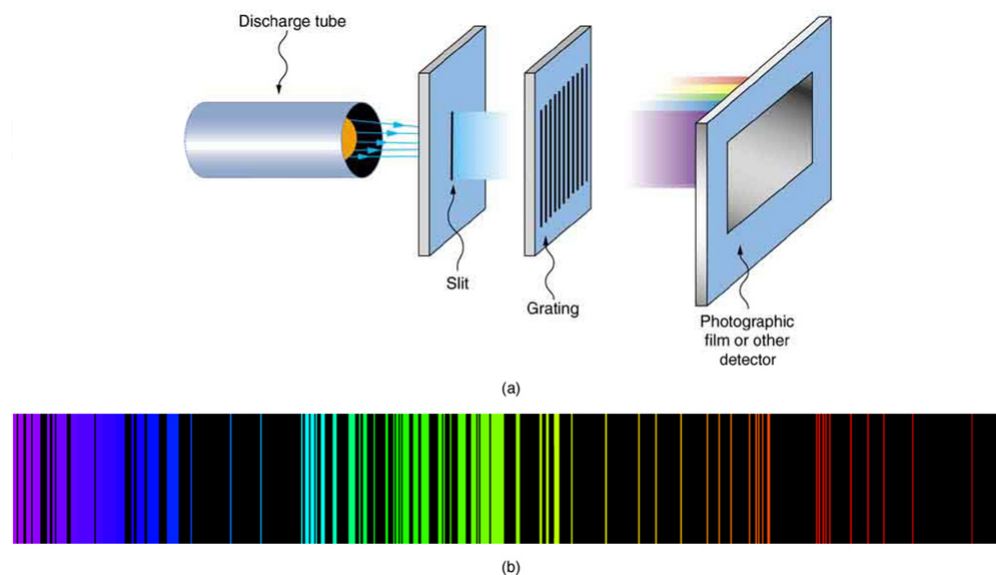 Discharge tube
Slit
Grating
Photographic
film or other
detector
(a)
(b)